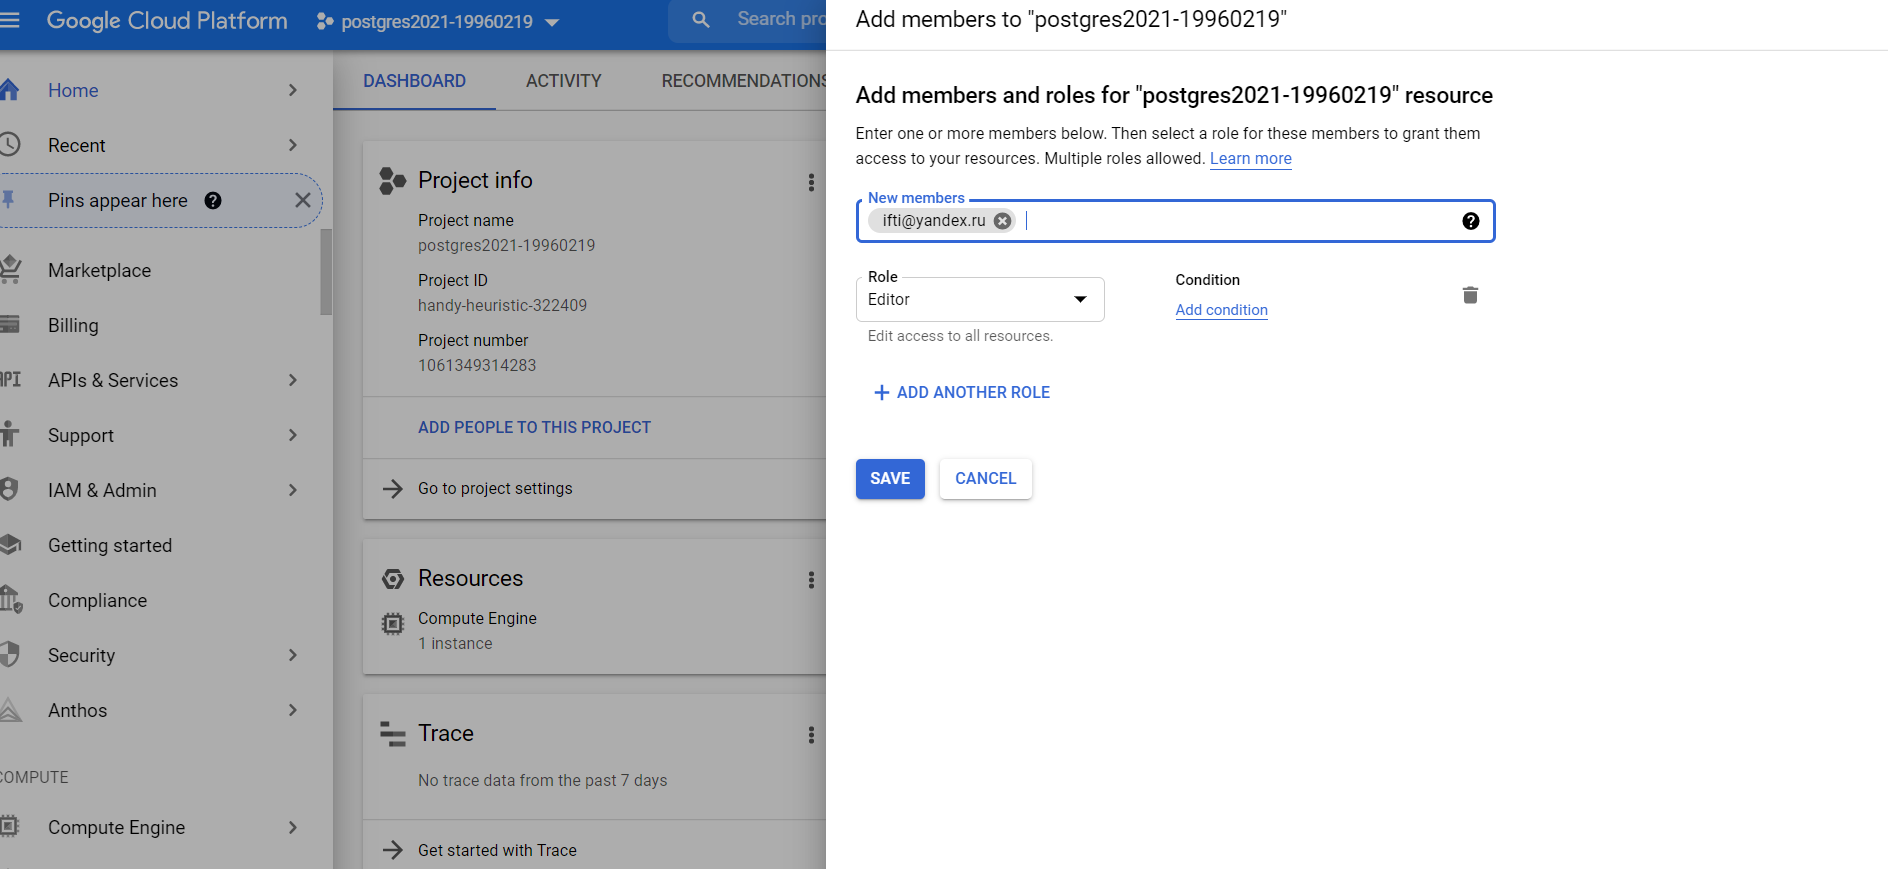 Google Cloud Platform
postgres2021-19960219
Search pro
Home
Recent
Pins appear here
Marketplace
Billing
API
APIs & Services
Support
IAM & Admin
Getting started
Compliance
Security
Anthos
COMPUTE
Compute Engine
DASHBOARD
ACTIVITY
RECOMMENDATIONS
Project info
Project name
postgres2021-19960219
Project ID
handy-heuristic-322409
Project number
1061349314283
ADD PEOPLE TO THIS PROJECT
Go to project settings
Resources
Compute Engine
1 instance
Trace
No trace data from the past 7 days
Get started with Trace
Add members to "postgres2021-19960219"
Add members and roles for "postgres2021-19960219" resource
Enter one or more members below. Then select a role for these members to grant them
access to your resources. Multiple roles allowed. Learn more
New members
ifti@yandex.ru
Role
Editor
Edit access to all resources.
Condition
Add condition
ADD ANOTHER ROLE
SAVE
CANCEL